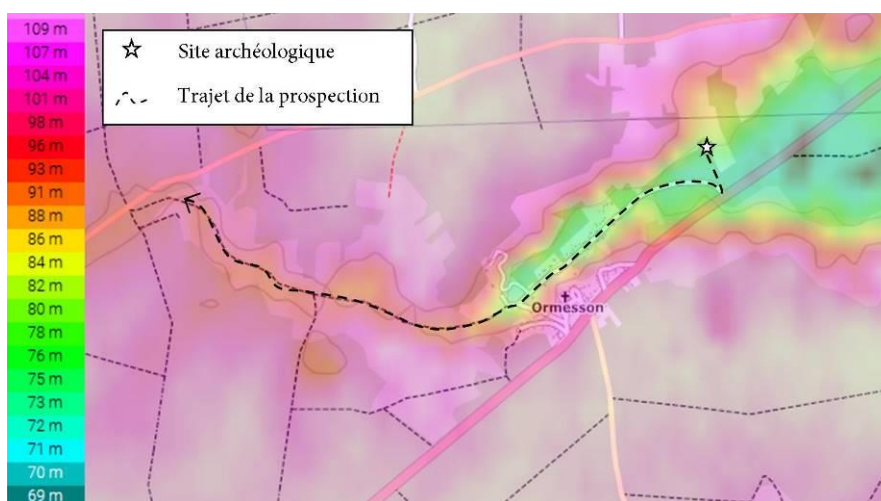 109 m
107 m
104 m
101 m
98 m
96 m
93 m
91 m
88 m
86 m
84 m
82 m
80 m
78 m
76 m
75 m
73 m
72 m
71 m
70 m
69 m
Site archéologique
Trajet de la prospection
Ormesson